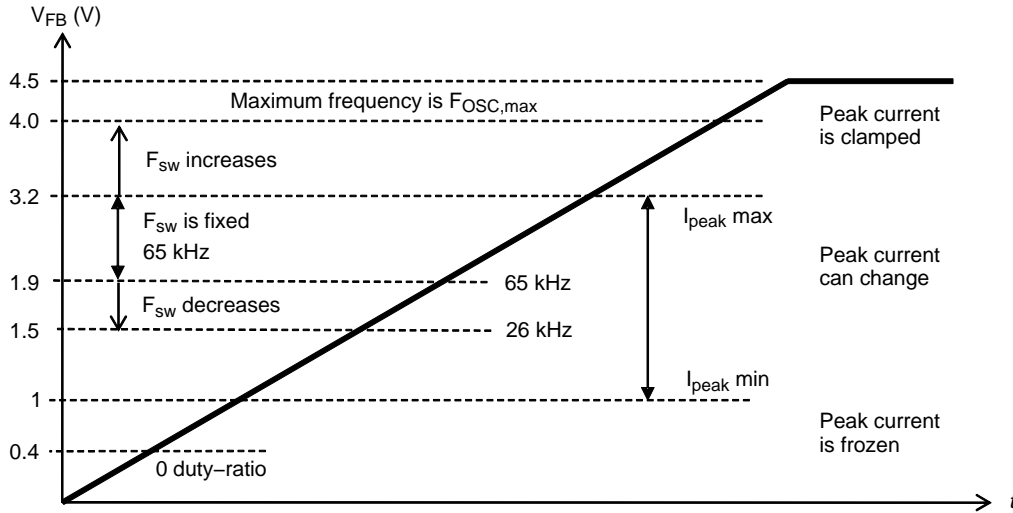 V_FB (V)
4.5
Maximum frequency is F_OSC,max
4.0
Peak current
is clamped
F_sw increases
3.2
F_sw is fixed
65 kHz
I_peak max
Peak current
can change
1.9
65 kHz
F_sw decreases
1.5
26 kHz
I_peak min
1
Peak current
is frozen
0.4
0 duty−ratio
t